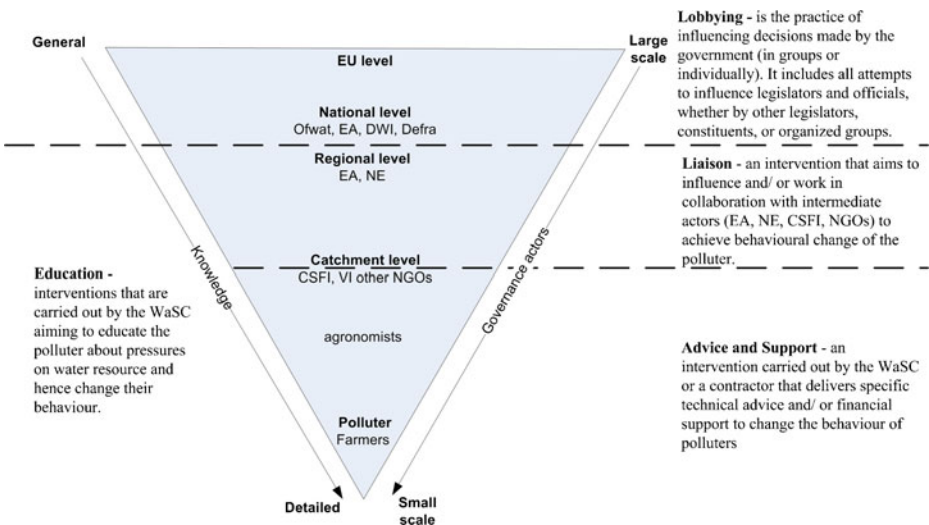 General
Large
scale
EU level
National level
Ofwat, EA, DWI, Defra
Regional level
EA, NE
Catchment level
CSFI, VI other NGOs
agronomists
Polluter
Farmers
Knowledge
Governance actors
Detailed
Small
scale
Education -
interventions that are
carried out by the WaSC
aiming to educate the
polluter about pressures
on water resource and
hence change their
behaviour.
Lobbying - is the practice of
influencing decisions made by the
government (in groups or
individually). It includes all attempts
to influence legislators and officials,
whether by other legislators,
constituents, or organized groups.
Liaison - an intervention that aims to
influence and/ or work in
collaboration with intermediate
actors (EA, NE, CSFI, NGOs) to
achieve behavioural change of the
polluter.
Advice and Support - an
intervention carried out by the WaSC
or a contractor that delivers specific
technical advice and/ or financial
support to change the behaviour of
polluters